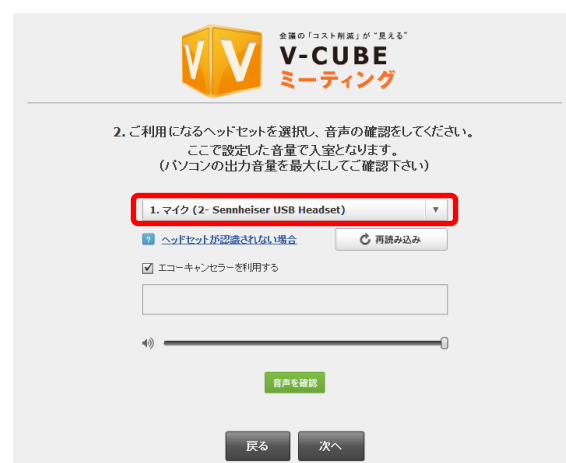 会議の「コスト削減」が“見える”
V-CUBE
ミーティング
2. ご利用になるヘッドセットを選択し、音声の確認をしてください。
ここで設定した音量で入室となります。
(パソコンの出力音量を最大にしてご確認下さい)
1. マイク (2- Sennheiser USB Headset)
? ヘッドセットが認識されない場合 再読み込み
エコーキャンセラーを利用する
音声を確認
戻る 次へ